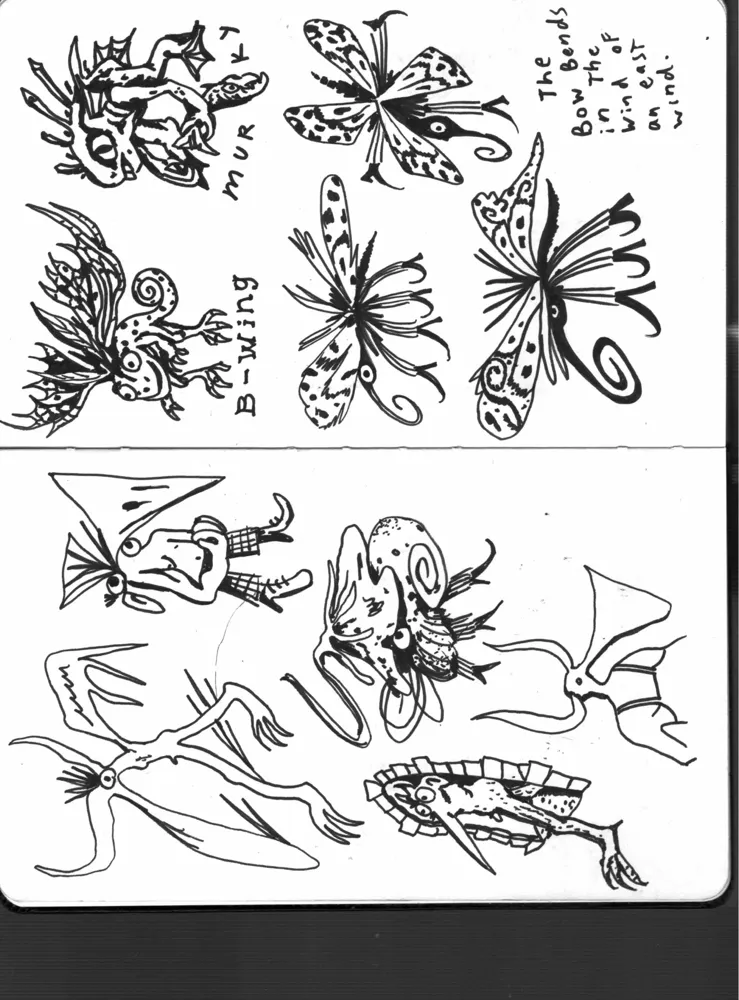 MURKY
B-Wing
The
Bow Bends
in The
wind of
an east
wind.